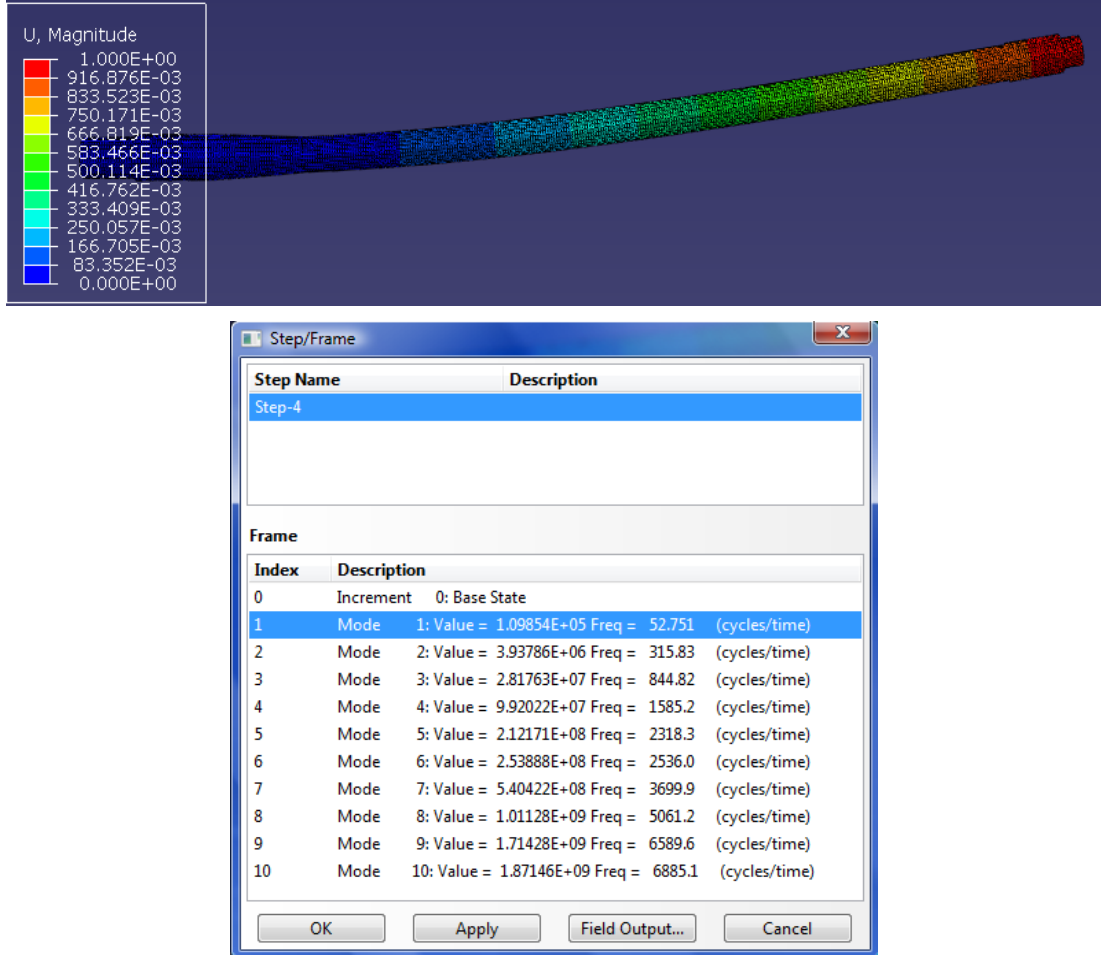 U, Magnitude
1.000E+00
916.876E-03
833.523E-03
750.171E-03
666.819E-03
583.466E-03
500.114E-03
416.762E-03
333.409E-03
250.057E-03
166.705E-03
83.352E-03
0.000E+00
Step/Frame
Step Name Description
Step-4
Frame
Index Description
0 Increment 0: Base State
1 Mode 1: Value = 1.09854E+05 Freq = 52.751 (cycles/time)
2 Mode 2: Value = 3.93786E+06 Freq = 315.83 (cycles/time)
3 Mode 3: Value = 2.81763E+07 Freq = 844.82 (cycles/time)
4 Mode 4: Value = 9.92022E+07 Freq = 1585.2 (cycles/time)
5 Mode 5: Value = 2.12171E+08 Freq = 2318.3 (cycles/time)
6 Mode 6: Value = 2.53888E+08 Freq = 2536.0 (cycles/time)
7 Mode 7: Value = 5.40422E+08 Freq = 3699.9 (cycles/time)
8 Mode 8: Value = 1.01128E+09 Freq = 5061.2 (cycles/time)
9 Mode 9: Value = 1.71428E+09 Freq = 6589.6 (cycles/time)
10 Mode 10: Value = 1.87146E+09 Freq = 6885.1 (cycles/time)
OK Apply Field Output... Cancel